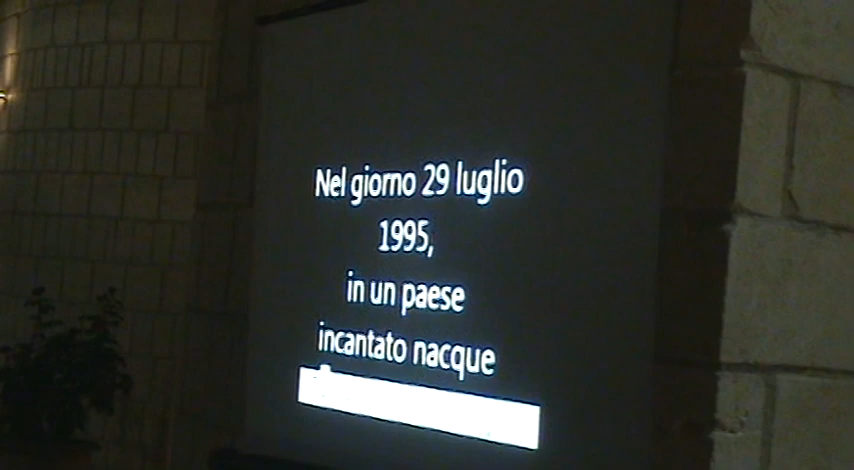 Nel giorno 29 luglio
1995,
in un paese
incantato nacque